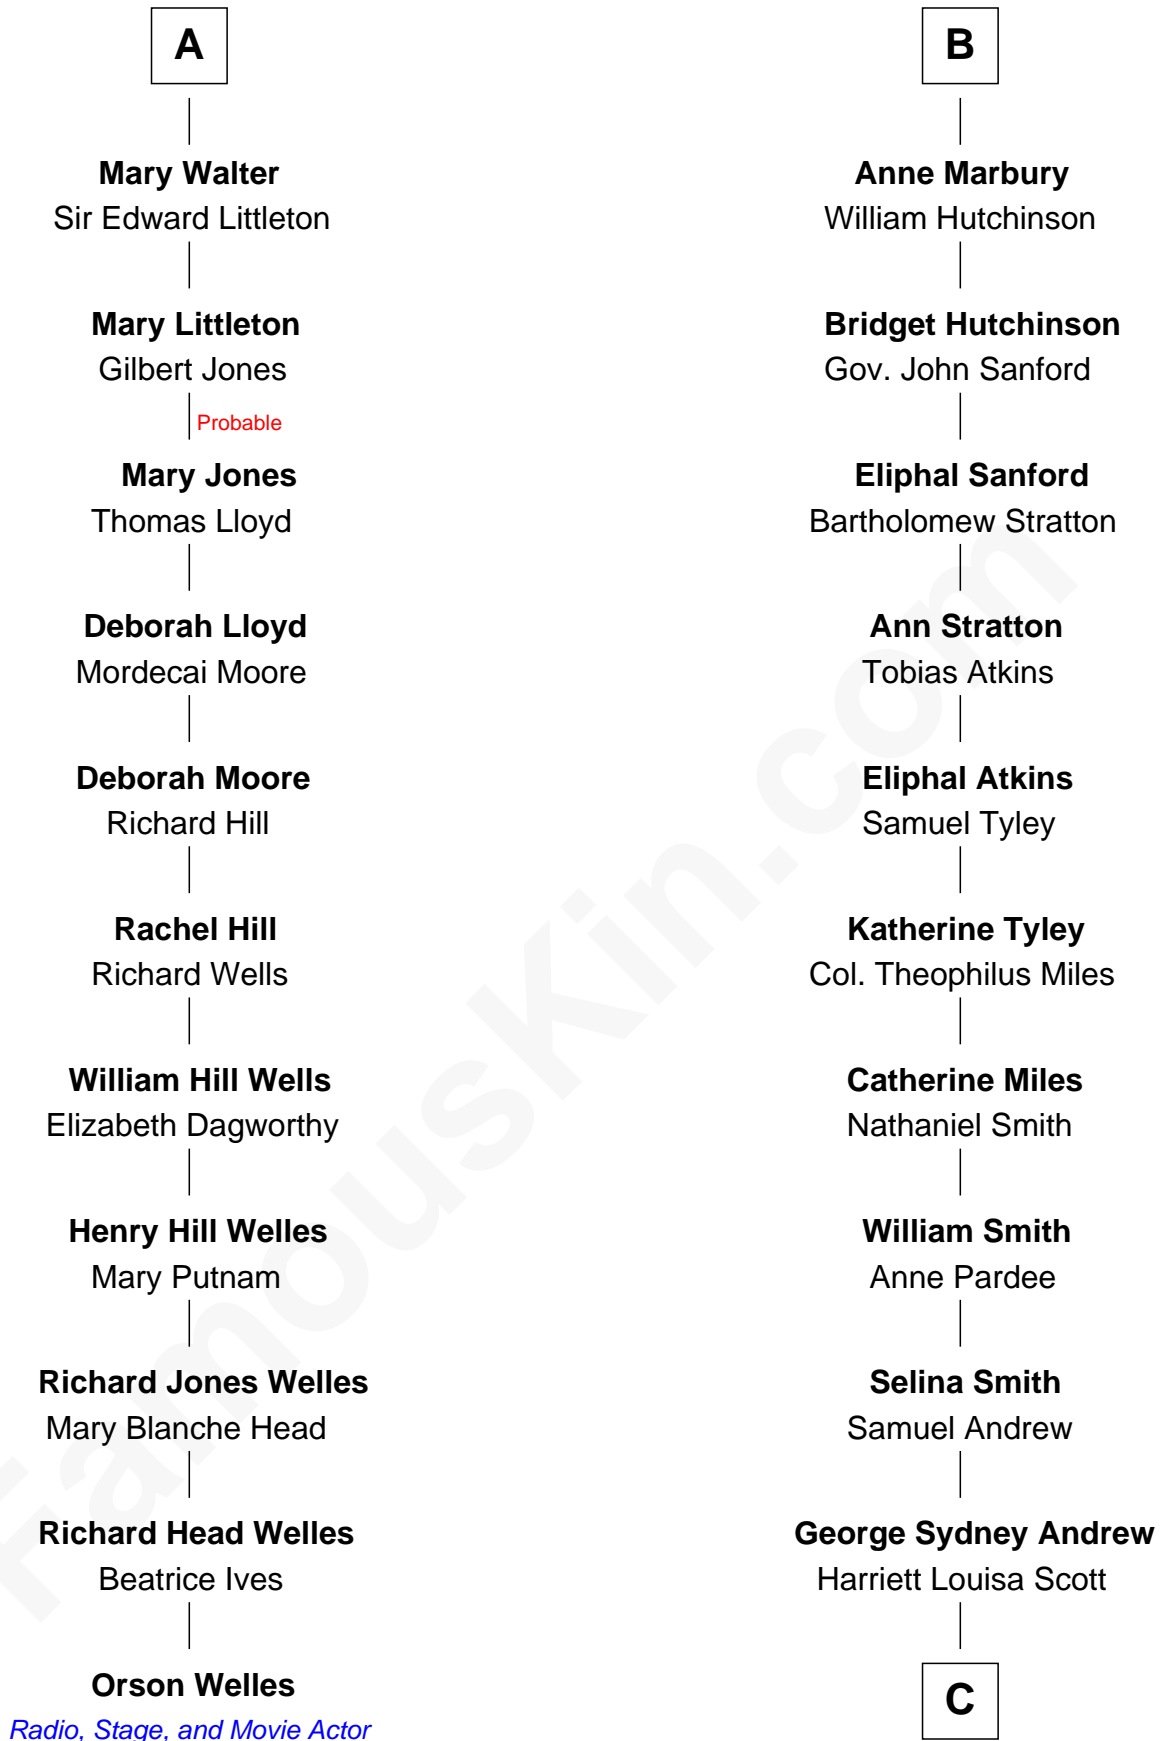 A
Mary Walter
Sir Edward Littleton
Mary Littleton
Gilbert Jones
Probable
Mary Jones
Thomas Lloyd
Deborah Lloyd
Mordecai Moore
Deborah Moore
Richard Hill
Rachel Hill
Richard Wells
William Hill Wells
Elizabeth Dagworthy
Henry Hill Welles
Mary Putnam
Richard Jones Welles
Mary Blanche Head
Richard Head Welles
Beatrice Ives
Orson Welles
Radio, Stage, and Movie Actor
B
Anne Marbury
William Hutchinson
Bridget Hutchinson
Gov. John Sanford
Eliphal Sanford
Bartholomew Stratton
Ann Stratton
Tobias Atkins
Eliphal Atkins
Samuel Tyley
Katherine Tyley
Col. Theophilus Miles
Catherine Miles
Nathaniel Smith
William Smith
Anne Pardee
Selina Smith
Samuel Andrew
George Sydney Andrew
Harriett Louisa Scott
C
FamousKin.com